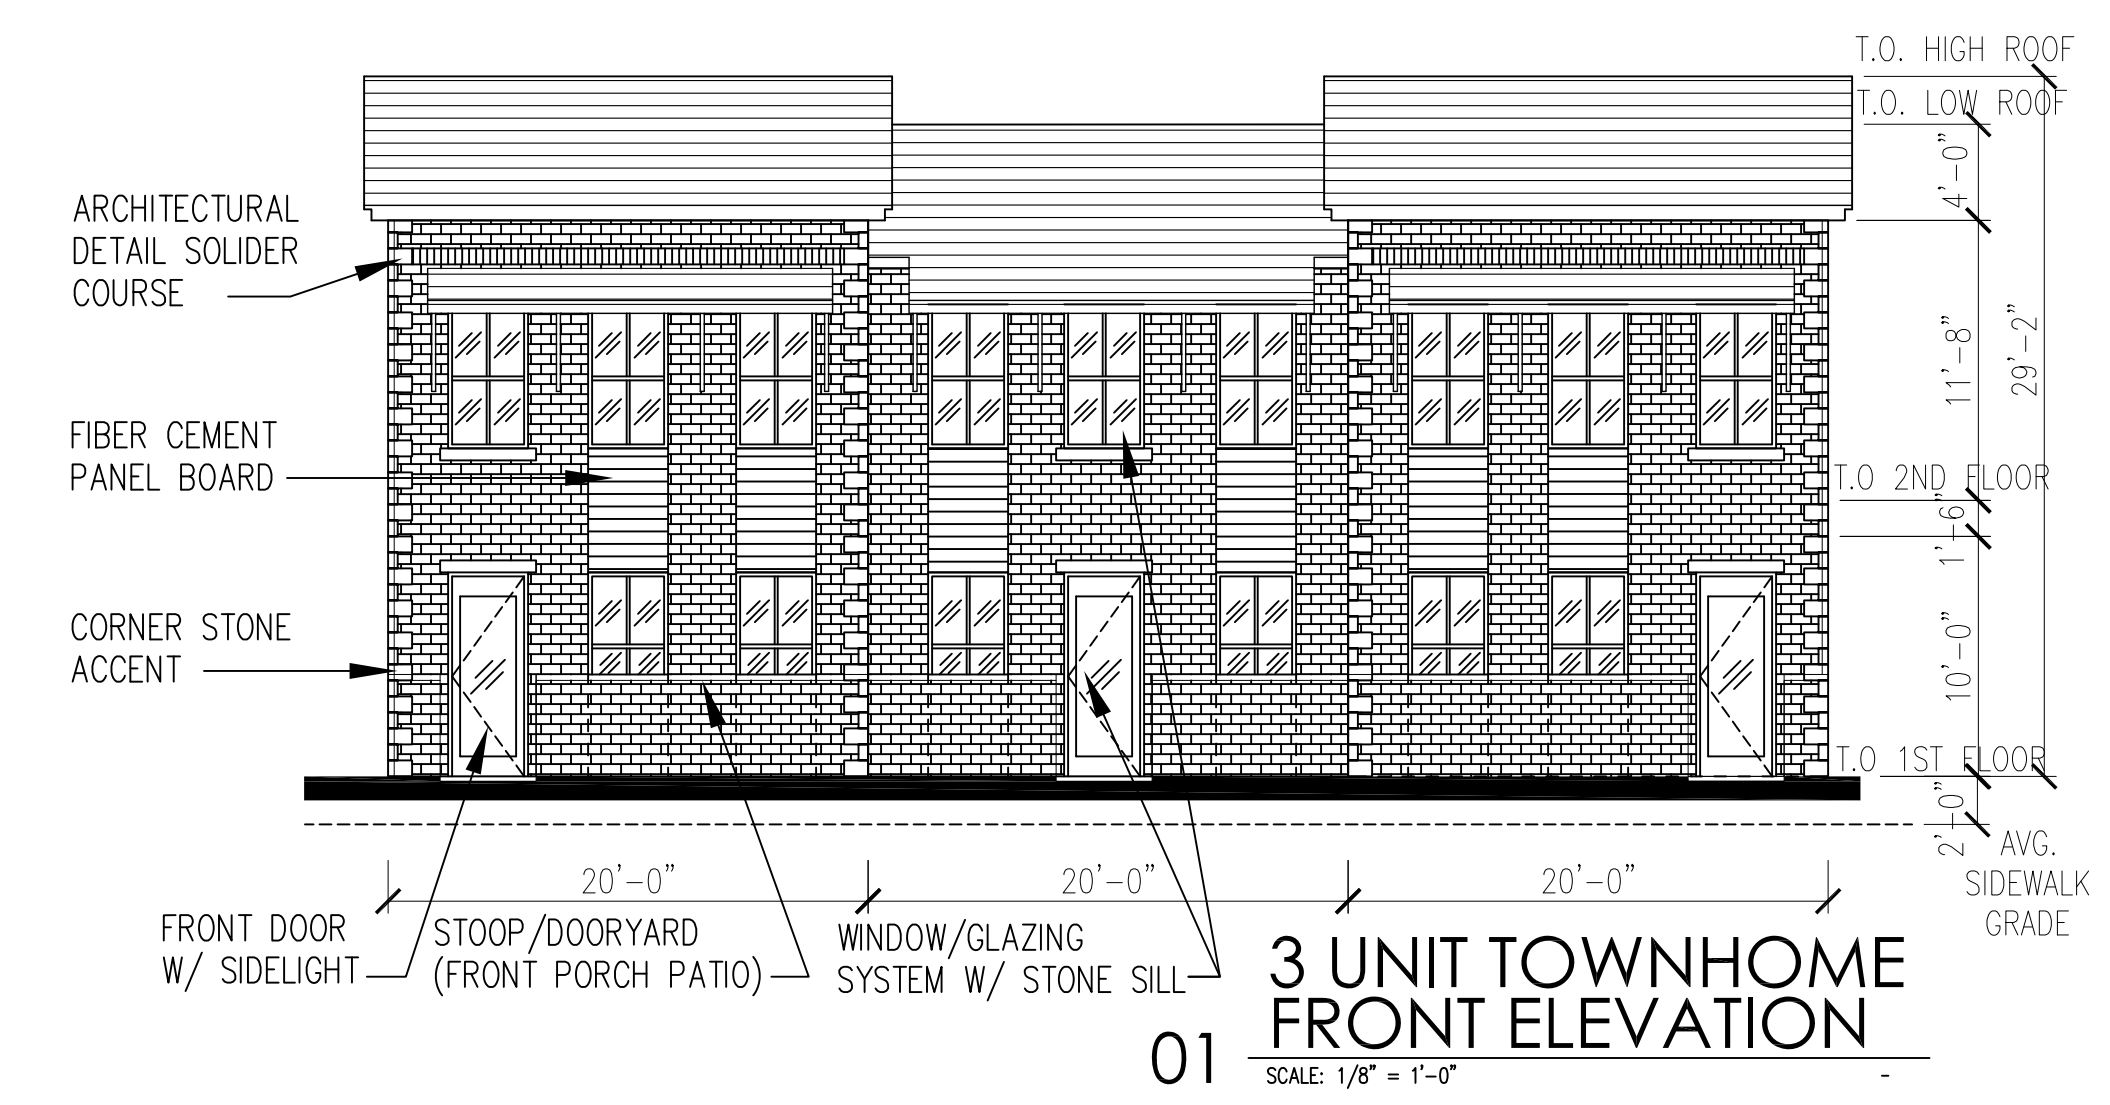 T.O. HIGH ROOF
T.O. LOW ROOF
4'-0"
ARCHITECTURAL
DETAIL SOLIDER
COURSE
11'-8"
29'-2"
FIBER CEMENT
PANEL BOARD
T.O 2ND FLOOR
1'-6"
CORNER STONE
ACCENT
10'-0"
T.O 1ST FLOOR
2'-0"
AVG.
SIDEWALK
GRADE
20'-0"
20'-0"
20'-0"
FRONT DOOR
W/ SIDELIGHT
STOOP/DOORYARD
(FRONT PORCH PATIO)
WINDOW/GLAZING
SYSTEM W/ STONE SILL
3 UNIT TOWNHOME
FRONT ELEVATION
01
SCALE: 1/8" = 1'-0"
-